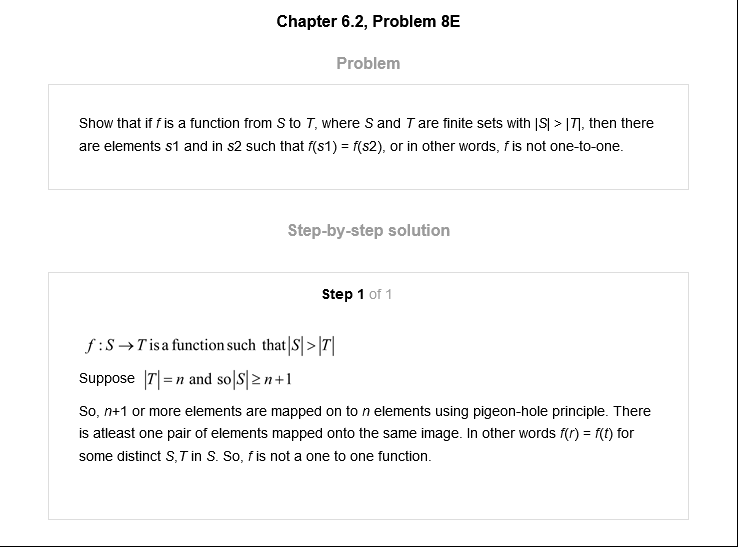 Chapter 6.2, Problem 8E
Problem
Show that if f is a function from S to T, where S and T are finite sets with |S| > |T|, then there
are elements s1 and in s2 such that f(s1) = f(s2), or in other words, f is not one-to-one.
Step-by-step solution
Step 1 of 1
f : S → T is a function such that |S| > |T|
Suppose |T| = n and so |S| ≥ n+1
So, n+1 or more elements are mapped on to n elements using pigeon-hole principle. There
is atleast one pair of elements mapped onto the same image. In other words f(r) = f(t) for
some distinct S,T in S. So, f is not a one to one function.